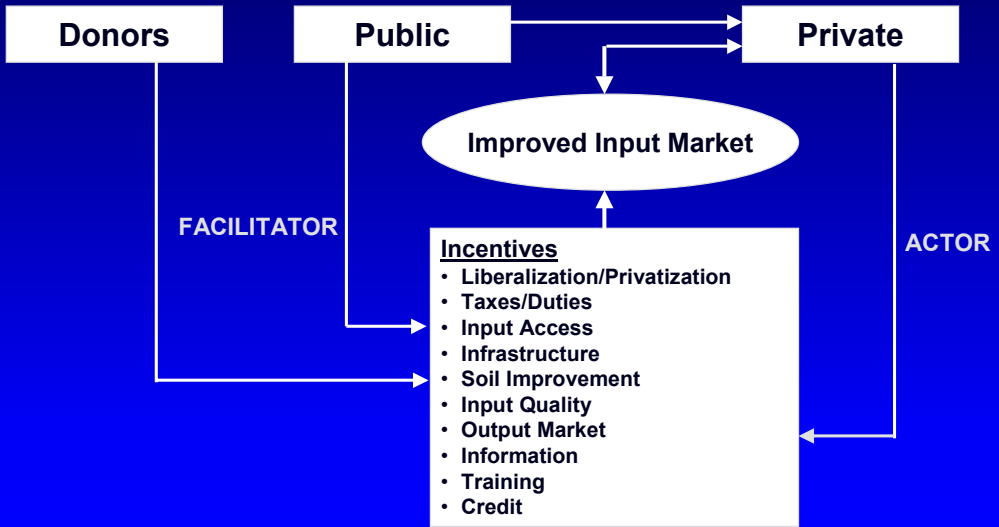 Donors
Public
Private
Improved Input Market
FACILITATOR
ACTOR
Incentives
• Liberalization/Privatization
• Taxes/Duties
• Input Access
• Infrastructure
• Soil Improvement
• Input Quality
• Output Market
• Information
• Training
• Credit